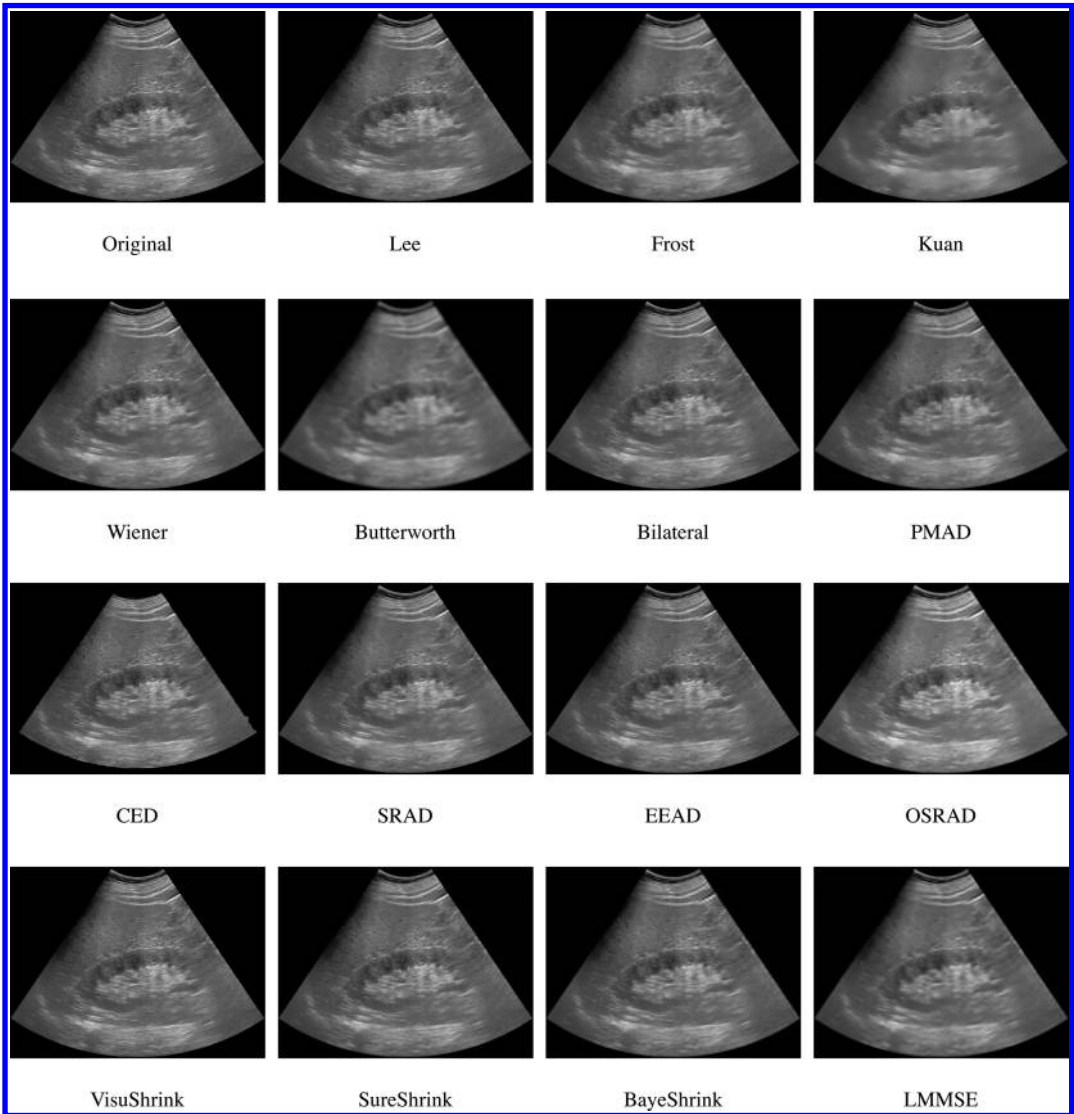 Original Lee Frost Kuan
Wiener Butterworth Bilateral PMAD
CED SRAD EEAD OSRAD
VisuShrink SureShrink BayeShrink LMMSE